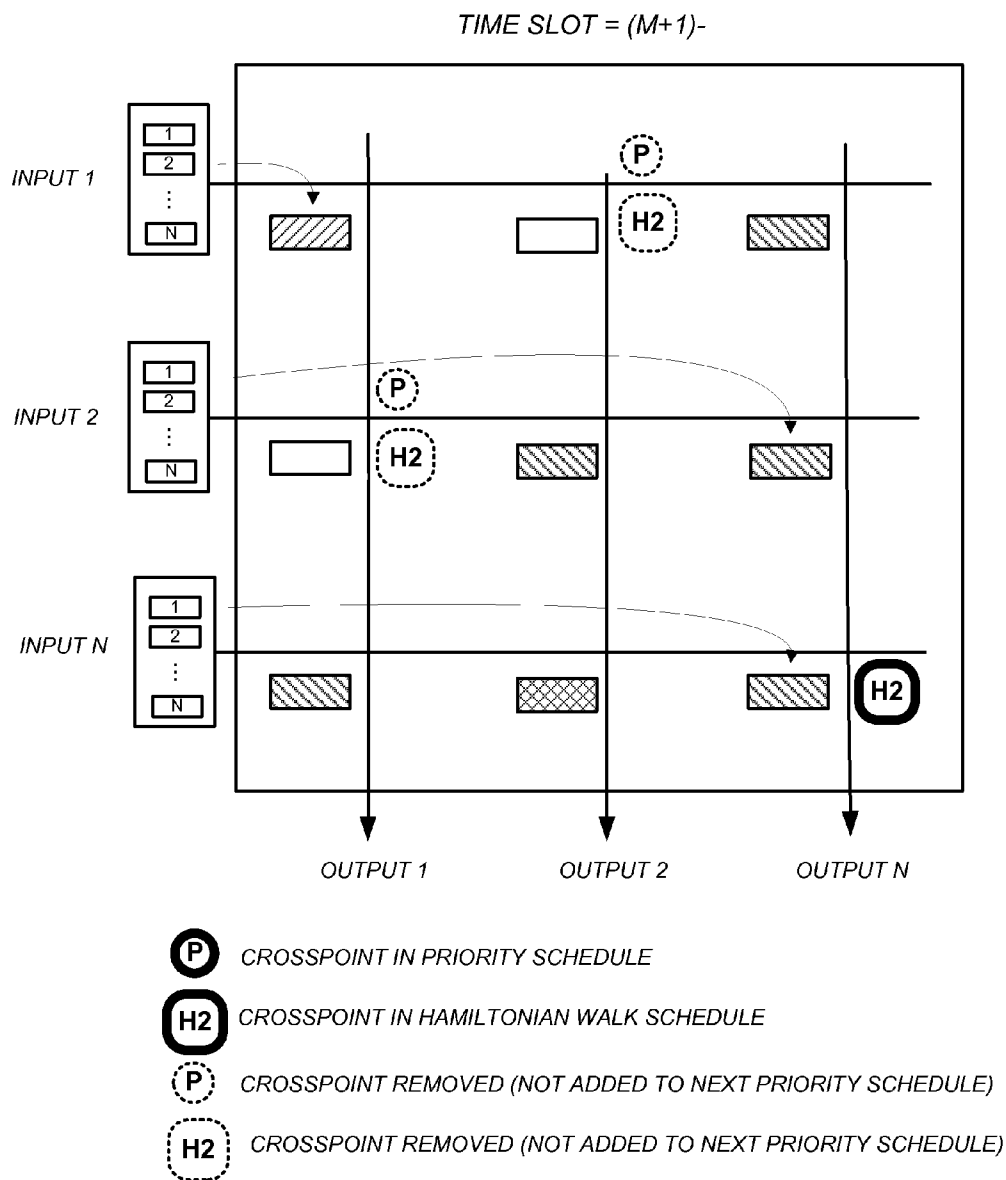 TIME SLOT = (M+1)-
1
2
⋮
N
INPUT 1
P
H2
1
2
⋮
N
INPUT 2
P
H2
1
2
⋮
N
INPUT N
H2
OUTPUT 1 OUTPUT 2 OUTPUT N
P CROSSPOINT IN PRIORITY SCHEDULE
H2 CROSSPOINT IN HAMILTONIAN WALK SCHEDULE
P CROSSPOINT REMOVED (NOT ADDED TO NEXT PRIORITY SCHEDULE)
H2 CROSSPOINT REMOVED (NOT ADDED TO NEXT PRIORITY SCHEDULE)